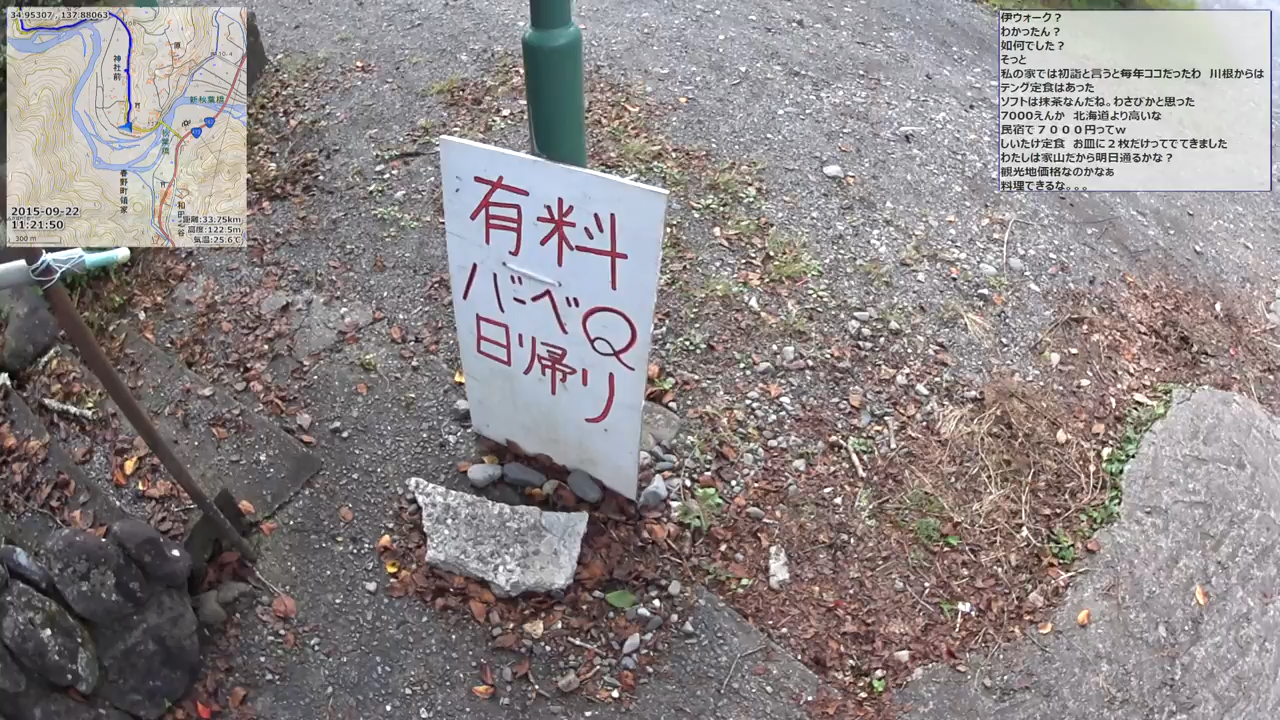 34.95307 , 137.88063
神社前
原
新秋葉橋
秋葉橋
春野町領家
2015-09-22
11:21:50
距離:33.75km
高度:122.5m
気温:25.6℃
300 m
有料
バーベQ
日リ帰り
伊ウォーク？
わかったん？
如何でした？
そっと
私の家では初詣と言うと毎年ココだったわ　川根からは
テング定食はあった
ソフトは抹茶なんだね。わさびかと思った
7000えんか　北海道より高いな
民宿で７０００円ってｗ
しいたけ定食　お皿に２枚だけってでてきました
わたしは家山だから明日通るかな？
観光地価格なのかなぁ
料理できるな。。。